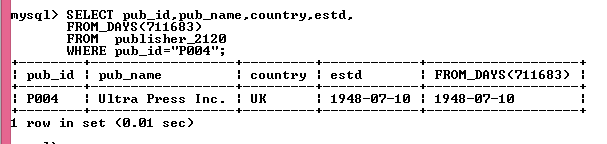 mysql> SELECT pub_id,pub_name,country,estd,
FROM_DAYS(711683)
FROM  publisher_2120
WHERE pub_id="P004";
+--------+------------------+---------+------------+-------------------+
| pub_id | pub_name         | country | estd       | FROM_DAYS(711683) |
+--------+------------------+---------+------------+-------------------+
| P004   | Ultra Press Inc. | UK      | 1948-07-10 | 1948-07-10        |
+--------+------------------+---------+------------+-------------------+
1 row in set (0.01 sec)